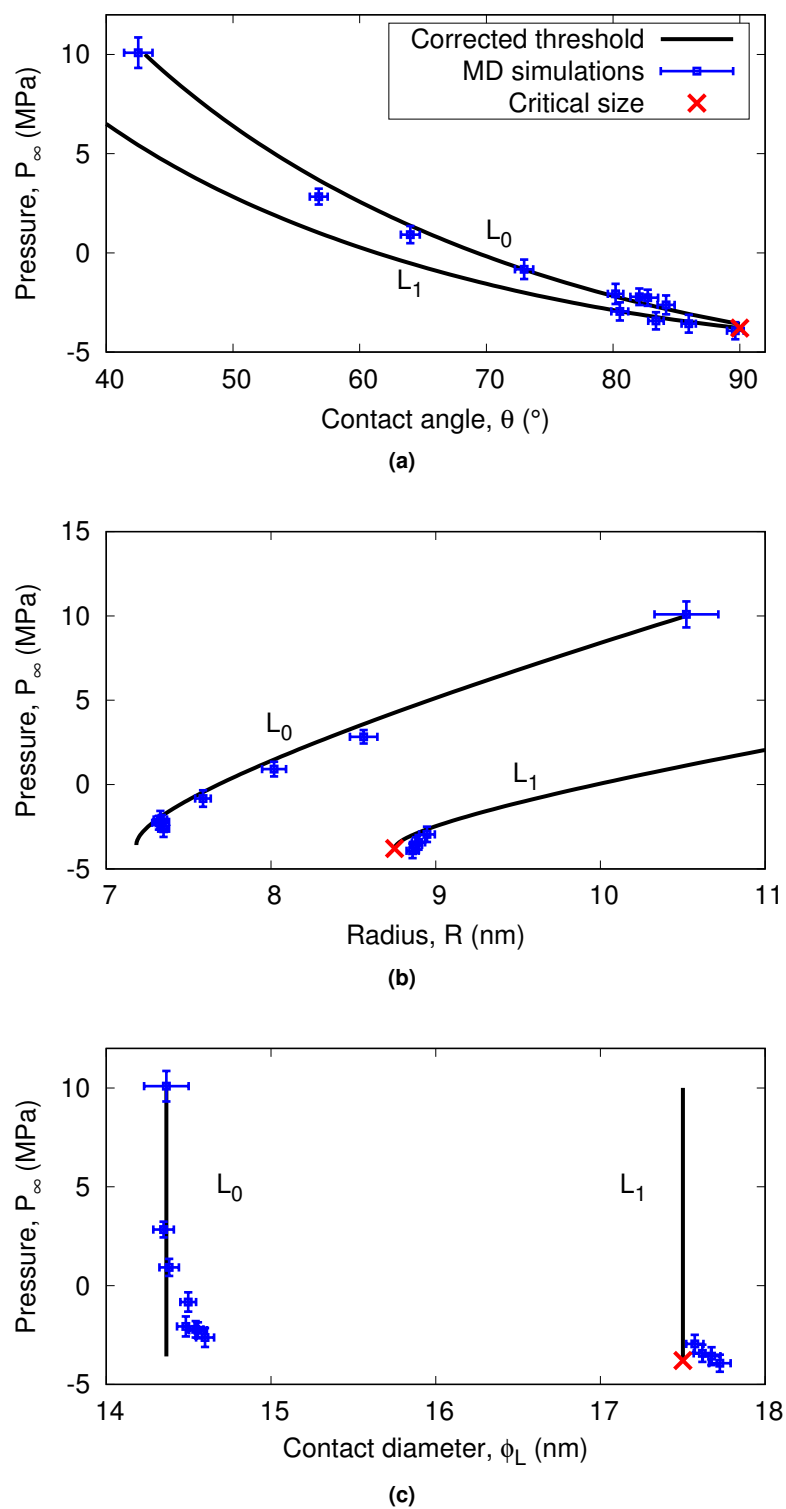 Corrected threshold
MD simulations
Critical size
10
5
0
-5
Pressure, P∞ (MPa)
L0
L1
40 50 60 70 80 90
Contact angle, θ (°)
(a)
15
10
5
0
-5
Pressure, P∞ (MPa)
L0
L1
7 8 9 10 11
Radius, R (nm)
(b)
10
5
0
-5
Pressure, P∞ (MPa)
L0
L1
14 15 16 17 18
Contact diameter, ϕL (nm)
(c)